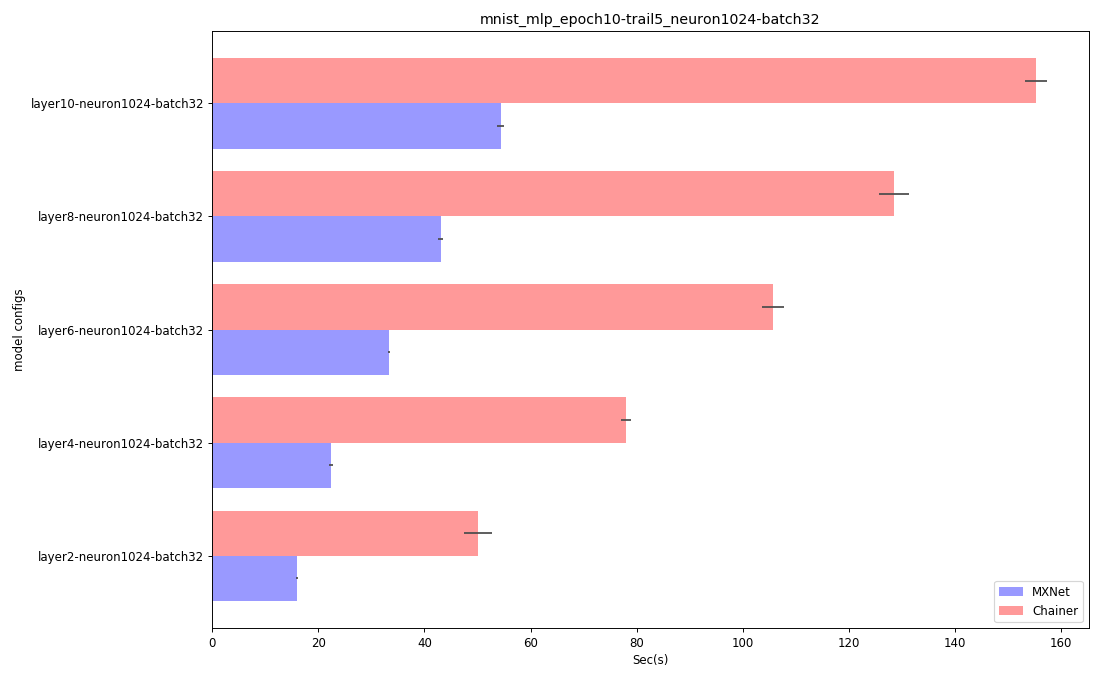 mnist_mlp_epoch10-trail5_neuron1024-batch32
layer10-neuron1024-batch32
layer8-neuron1024-batch32
layer6-neuron1024-batch32
layer4-neuron1024-batch32
layer2-neuron1024-batch32
model configs
MXNet
Chainer
0 20 40 60 80 100 120 140 160
Sec(s)